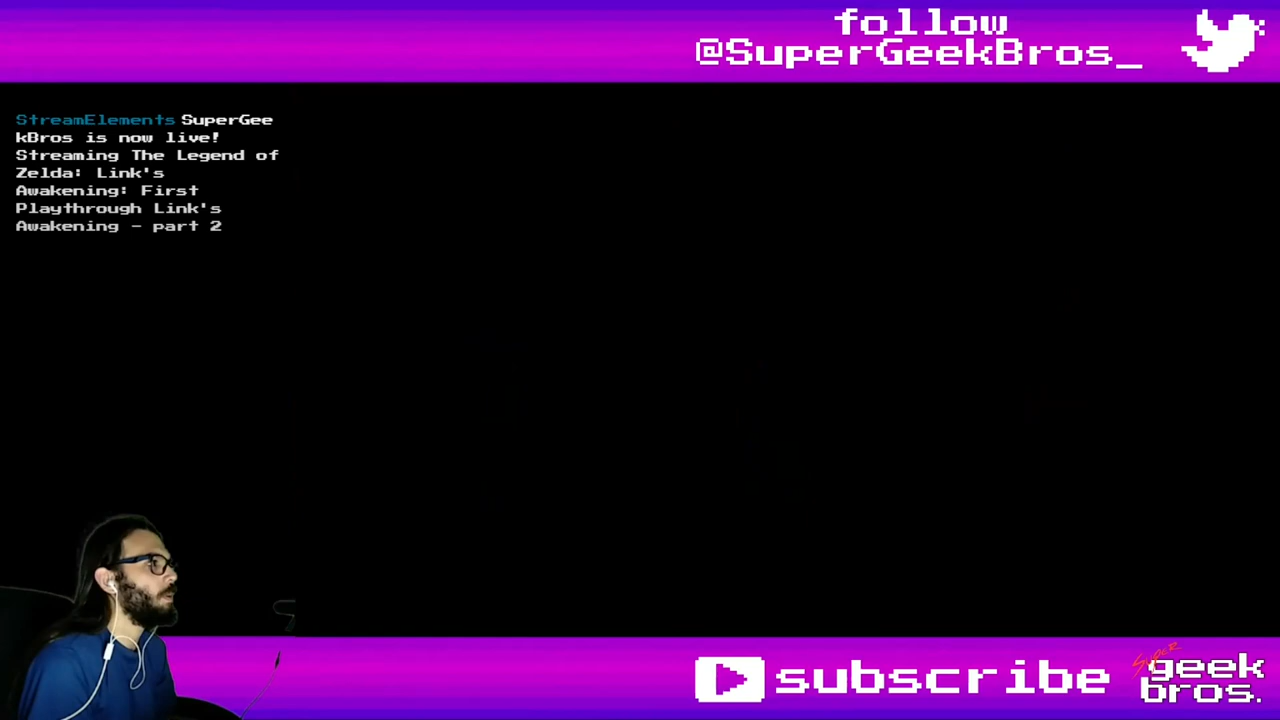 follow
@SuperGeekBros_
StreamElements SuperGee
kBros is now live!
Streaming The Legend of
Zelda: Link's
Awakening: First
Playthrough Link's
Awakening - part 2
subscribe
Super
geek
bros.